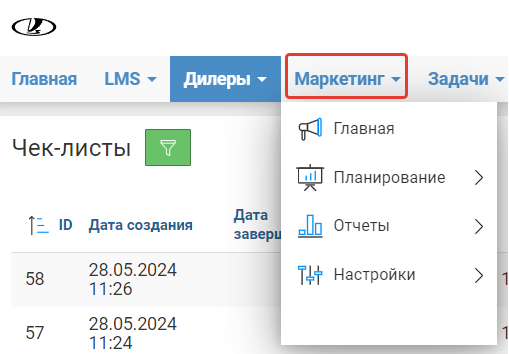 Главная LMS Дилеры Маркетинг Задачи
Главная
Чек-листы
Планирование
ID Дата создания Дата
Отчеты
58 28.05.2024
11:26
Настройки
57 28.05.2024
11:24